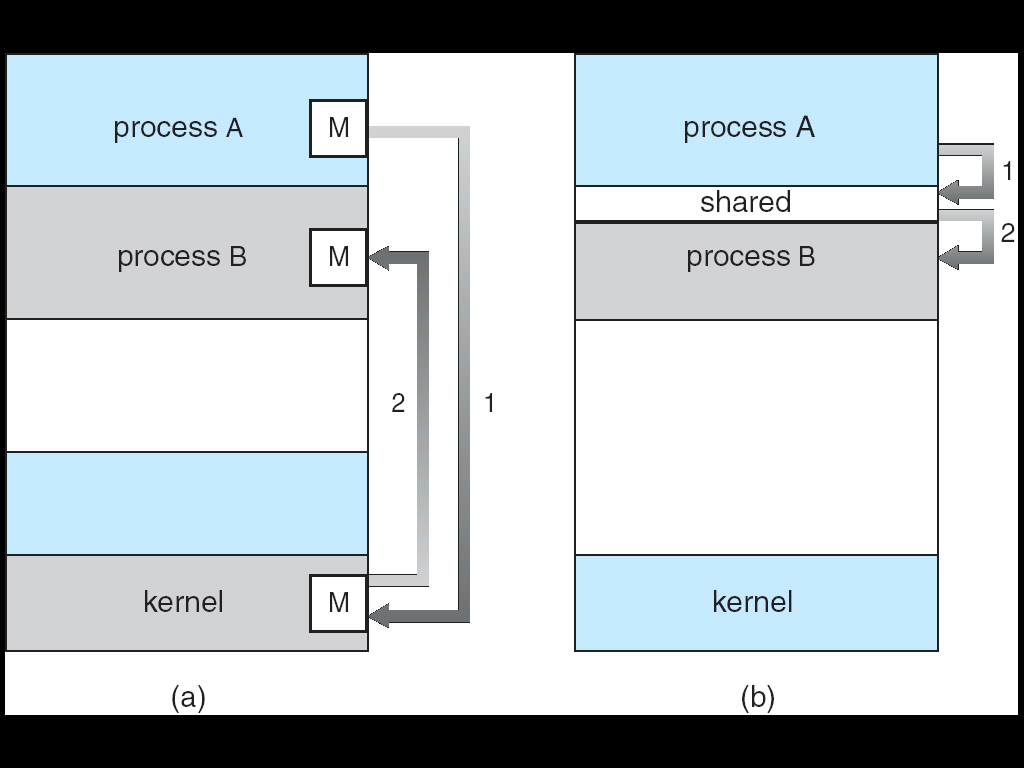 process A
M
process B
M
2
1
kernel
M
(a)
process A
1
shared
2
process B
kernel
(b)